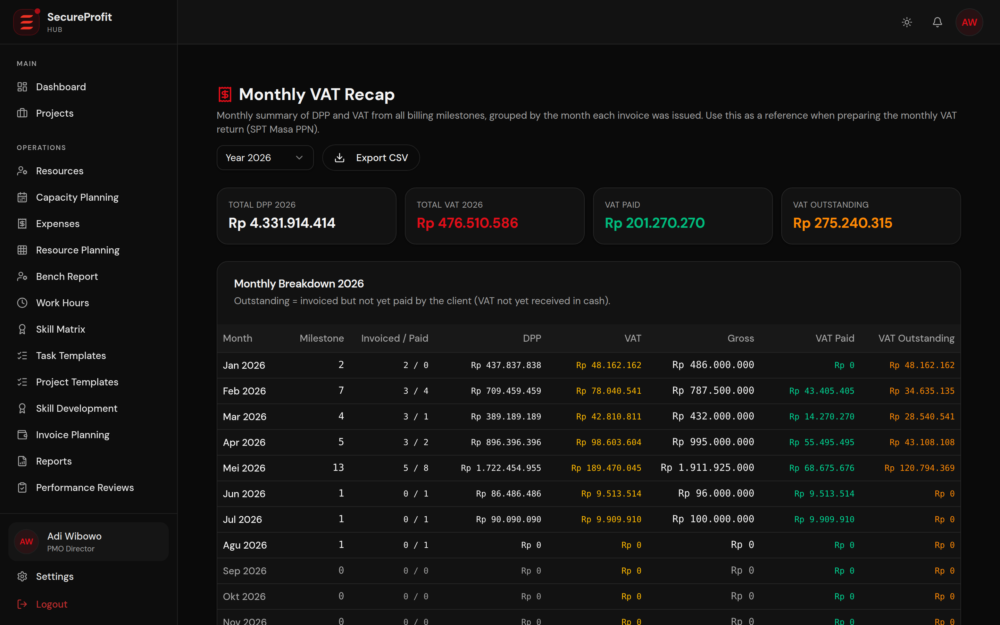 SecureProfit
HUB
AW
MAIN
Dashboard
Projects
OPERATIONS
Resources
Capacity Planning
Expenses
Resource Planning
Bench Report
Work Hours
Skill Matrix
Task Templates
Project Templates
Skill Development
Invoice Planning
Reports
Performance Reviews
AW
Adi Wibowo
PMO Director
Settings
Logout
Monthly VAT Recap
Monthly summary of DPP and VAT from all billing milestones, grouped by the month each invoice was issued. Use this as a reference when preparing the monthly VAT
return (SPT Masa PPN).
Year 2026
Export CSV
TOTAL DPP 2026
Rp 4.331.914.414
TOTAL VAT 2026
Rp 476.510.586
VAT PAID
Rp 201.270.270
VAT OUTSTANDING
Rp 275.240.315
Monthly Breakdown 2026
Outstanding = invoiced but not yet paid by the client (VAT not yet received in cash).
Month Milestone Invoiced / Paid DPP VAT Gross VAT Paid VAT Outstanding
Jan 2026 2 2 / 0 Rp 437.837.838 Rp 48.162.162 Rp 486.000.000 Rp 0 Rp 48.162.162
Feb 2026 7 3 / 4 Rp 709.459.459 Rp 78.040.541 Rp 787.500.000 Rp 43.405.405 Rp 34.635.135
Mar 2026 4 3 / 1 Rp 389.189.189 Rp 42.810.811 Rp 432.000.000 Rp 14.270.270 Rp 28.540.541
Apr 2026 5 3 / 2 Rp 896.396.396 Rp 98.603.604 Rp 995.000.000 Rp 55.495.495 Rp 43.108.108
Mei 2026 13 5 / 8 Rp 1.722.454.955 Rp 189.470.045 Rp 1.911.925.000 Rp 68.675.676 Rp 120.794.369
Jun 2026 1 0 / 1 Rp 86.486.486 Rp 9.513.514 Rp 96.000.000 Rp 9.513.514 Rp 0
Jul 2026 1 0 / 1 Rp 90.090.090 Rp 9.909.910 Rp 100.000.000 Rp 9.909.910 Rp 0
Agu 2026 1 0 / 1 Rp 0 Rp 0 Rp 0 Rp 0 Rp 0
Sep 2026 0 0 / 0 Rp 0 Rp 0 Rp 0 Rp 0 Rp 0
Okt 2026 0 0 / 0 Rp 0 Rp 0 Rp 0 Rp 0 Rp 0
Nov 2026 0 0 / 0 Rp 0 Rp 0 Rp 0 Rp 0 Rp 0